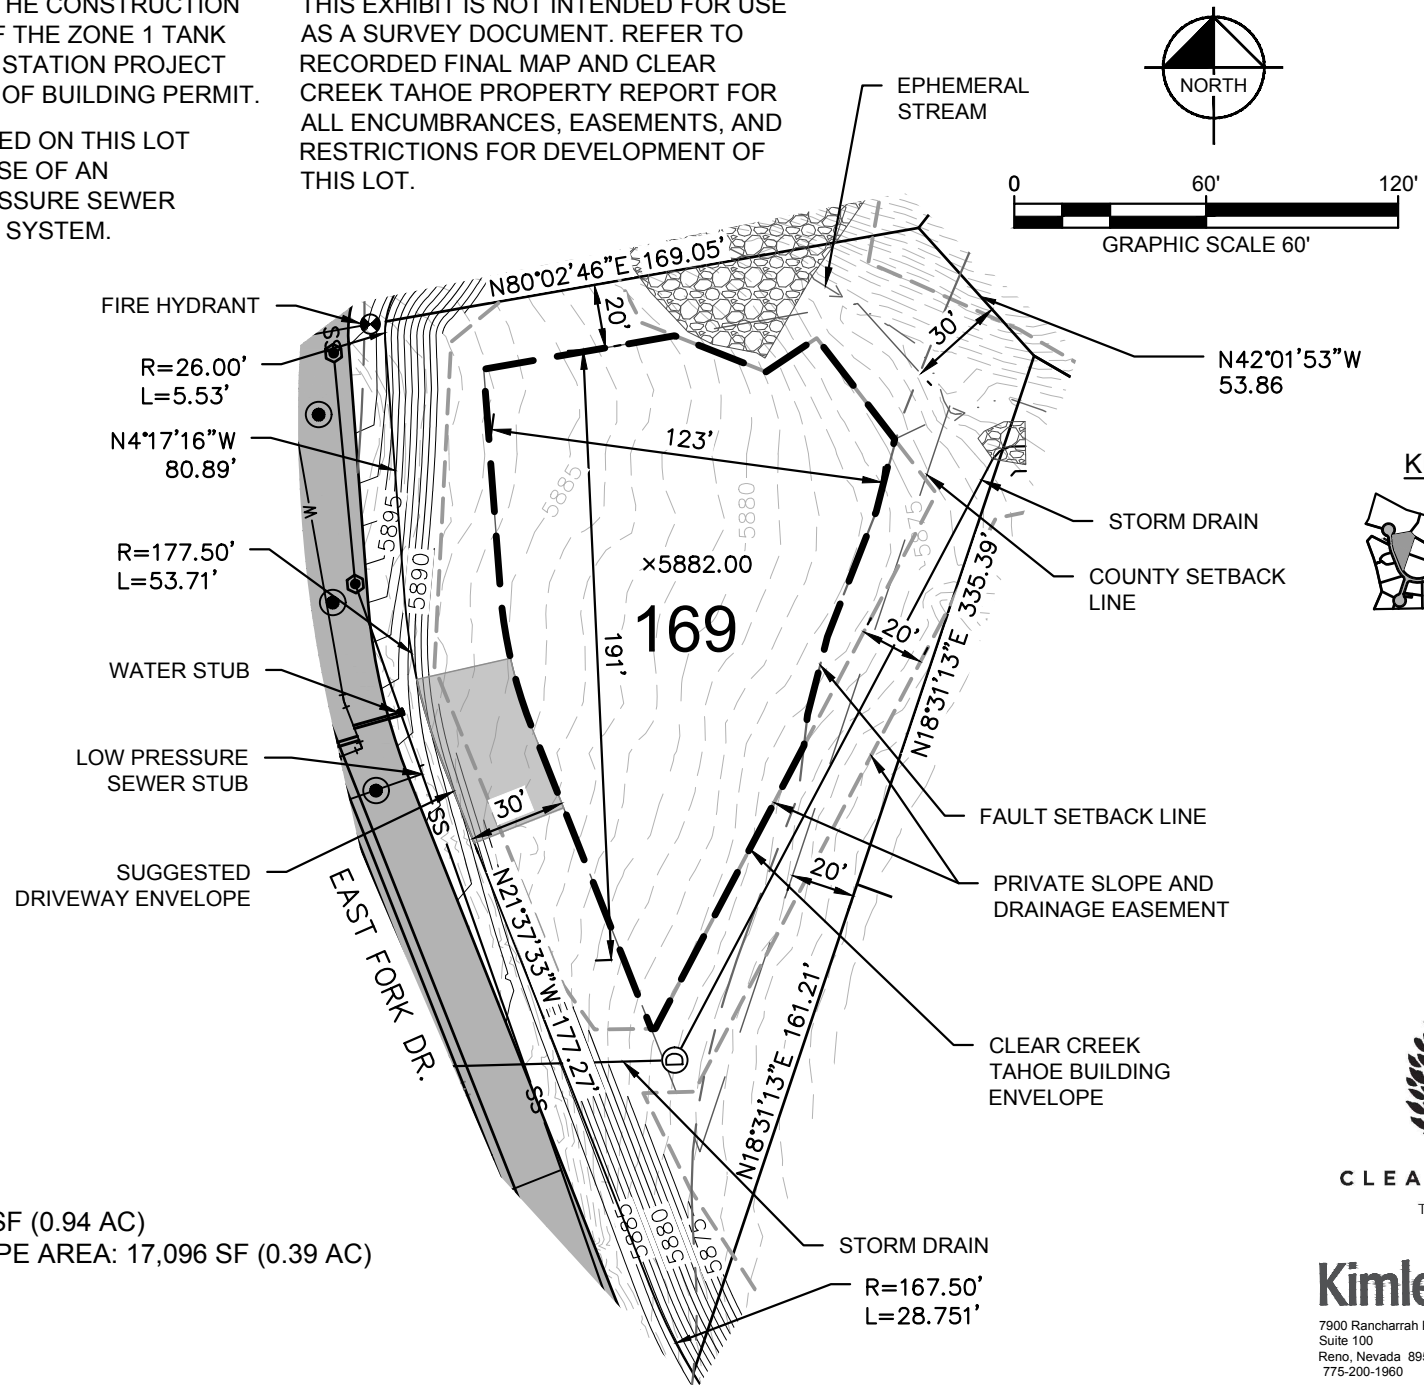 THE CONSTRUCTION
F THE ZONE 1 TANK
STATION PROJECT
OF BUILDING PERMIT.
ED ON THIS LOT
SE OF AN
SSURE SEWER
SYSTEM.
THIS EXHIBIT IS NOT INTENDED FOR USE
AS A SURVEY DOCUMENT. REFER TO
RECORDED FINAL MAP AND CLEAR
CREEK TAHOE PROPERTY REPORT FOR
ALL ENCUMBRANCES, EASEMENTS, AND
RESTRICTIONS FOR DEVELOPMENT OF
THIS LOT.
EPHEMERAL
STREAM
NORTH
0 60' 120'
GRAPHIC SCALE 60'
N80°02'46"E 169.05'
FIRE HYDRANT
R=26.00'
L=5.53'
N4°17'16"W
80.89'
R=177.50'
L=53.71'
WATER STUB
LOW PRESSURE
SEWER STUB
SUGGESTED
DRIVEWAY ENVELOPE
EAST FORK DR.
SS
W
SS
SS
20'
30'
N42°01'53"W
53.86
123'
5885
5880
5875
5895
5890
×5882.00
169
191'
20'
N18°31'13"E 335.39'
30'
20'
N21°37'33"W 177.27'
N18°31'13"E 161.21'
D
5885
5880
5875
K
STORM DRAIN
COUNTY SETBACK
LINE
FAULT SETBACK LINE
PRIVATE SLOPE AND
DRAINAGE EASEMENT
CLEAR CREEK
TAHOE BUILDING
ENVELOPE
STORM DRAIN
R=167.50'
L=28.751'
SF (0.94 AC)
PE AREA: 17,096 SF (0.39 AC)
CLEA
T
Kimle
7900 Rancharrah
Suite 100
Reno, Nevada 895
775-200-1960